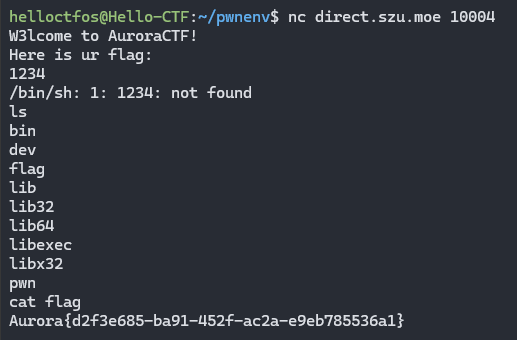 helloctfos@Hello-CTF:~/pwnenv$ nc direct.szu.moe 10004
W3lcome to AuroraCTF!
Here is ur flag:
1234
/bin/sh: 1: 1234: not found
ls
bin
dev
flag
lib
lib32
lib64
libexec
libx32
pwn
cat flag
Aurora{d2f3e685-ba91-452f-ac2a-e9eb785536a1}